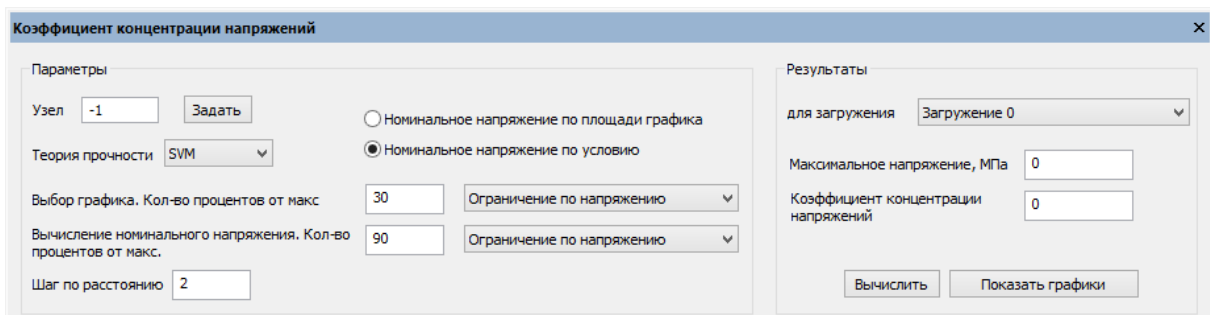 Коэффициент концентрации напряжений
Параметры
Узел -1 Задать
Номинальное напряжение по площади графика
Теория прочности SVM
Номинальное напряжение по условию
Выбор графика. Кол-во процентов от макс 30 Ограничение по напряжению
Вычисление номинального напряжения. Кол-во
процентов от макс. 90 Ограничение по напряжению
Шаг по расстоянию 2
Результаты
для загружения Загружение 0
Максимальное напряжение, МПа 0
Коэффициент концентрации
напряжений 0
Вычислить Показать графики